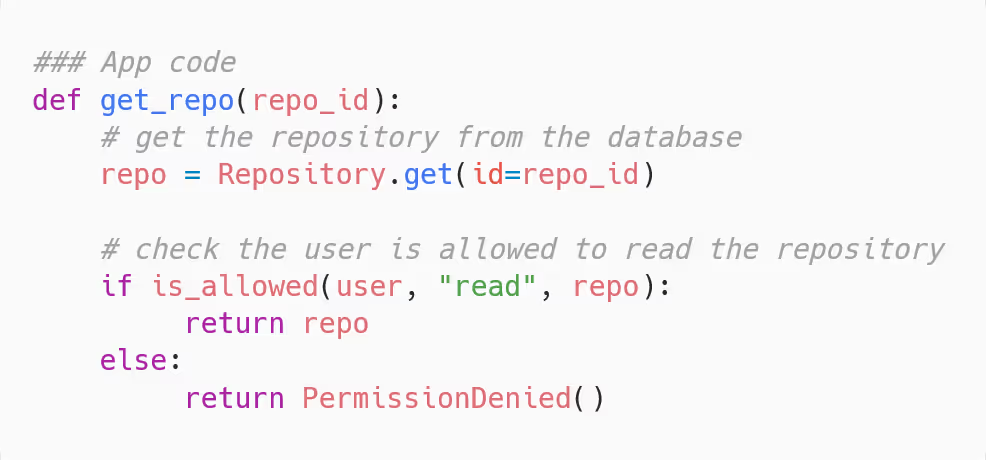 ### App code
def get_repo(repo_id):
    # get the repository from the database
    repo = Repository.get(id=repo_id)

    # check the user is allowed to read the repository
    if is_allowed(user, "read", repo):
         return repo
    else:
         return PermissionDenied()